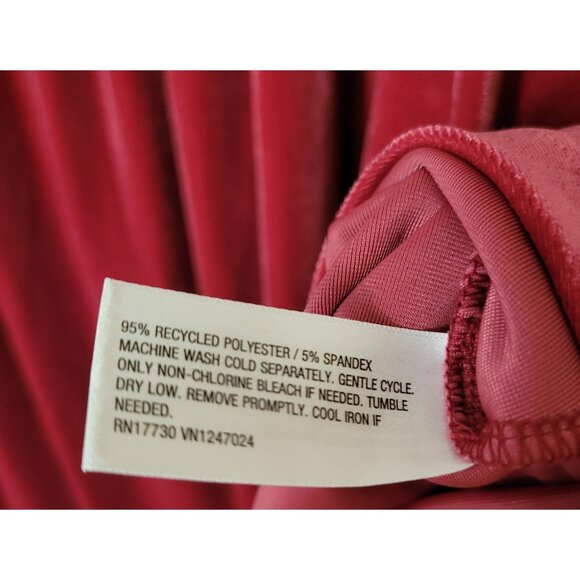 95% RECYCLED POLYESTER / 5% SPANDEX
MACHINE WASH COLD SEPARATELY. GENTLE CYCLE.
ONLY NON-CHLORINE BLEACH IF NEEDED. TUMBLE
DRY LOW. REMOVE PROMPTLY. COOL IRON IF
NEEDED.
RN17730 VN1247024